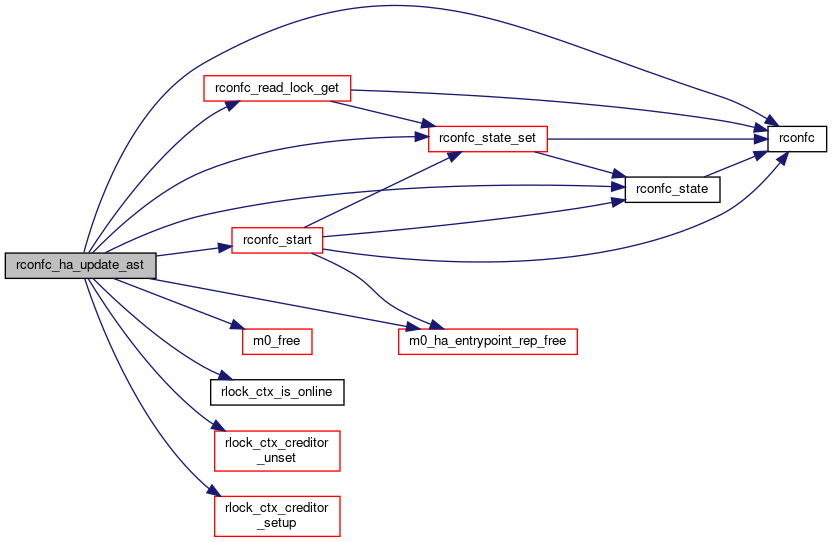 rconfc_read_lock_get
rconfc_state_set
rconfc
rconfc_state
rconfc_start
rconfc_ha_update_ast
m0_free
m0_ha_entrypoint_rep_free
rlock_ctx_is_online
rlock_ctx_creditor
_unset
rlock_ctx_creditor
_setup